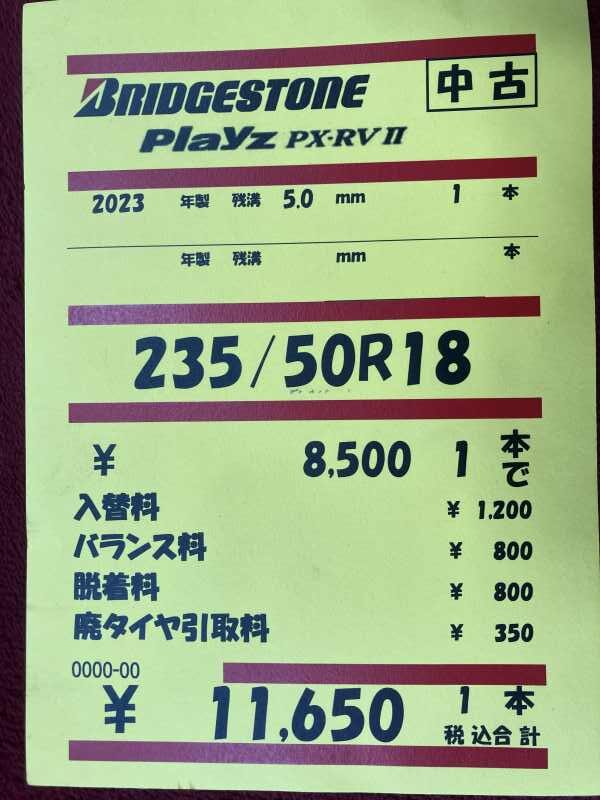 BRIDGESTONE 中古
Playz PX-RV II
2023 年製 残溝 5.0 mm 1 本
年製 残溝 mm 本
235/50R18
¥ 8,500 1 本で
入替料 ¥ 1,200
バランス料 ¥ 800
脱着料 ¥ 800
廃タイヤ引取料 ¥ 350
0000-00
¥ 11,650 1 本
税込合計